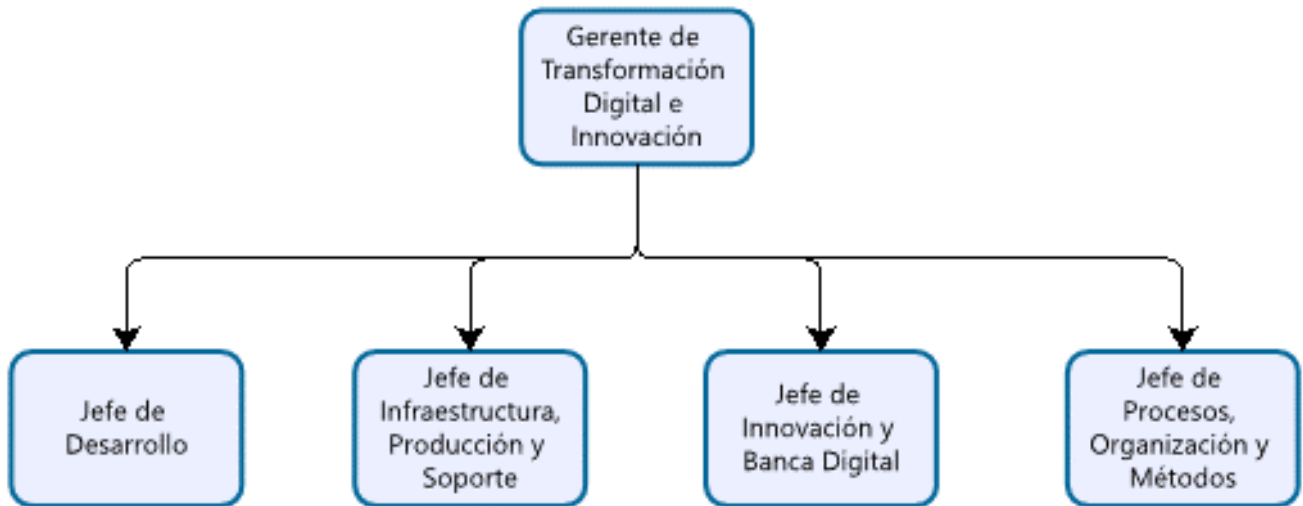 Gerente de
Transformación
Digital e
Innovación
Jefe de
Desarrollo
Jefe de
Infraestructura,
Producción y
Soporte
Jefe de
Innovación y
Banca Digital
Jefe de
Procesos,
Organización y
Métodos